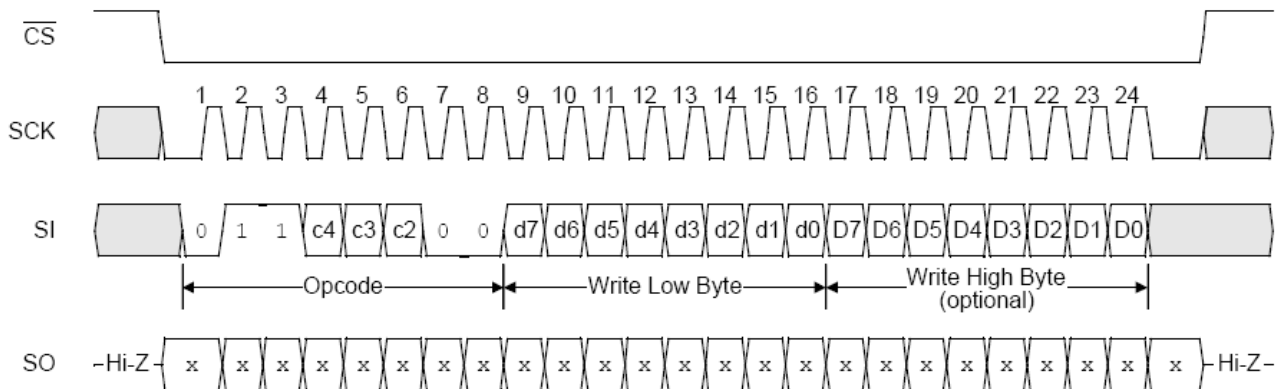 CS
SCK 1 2 3 4 5 6 7 8 9 10 11 12 13 14 15 16 17 18 19 20 21 22 23 24
SI 0 1 1 c4 c3 c2 0 0 d7 d6 d5 d4 d3 d2 d1 d0 D7 D6 D5 D4 D3 D2 D1 D0
Opcode Write Low Byte Write High Byte
(optional)
SO Hi-Z x x x x x x x x x x x x x x x x x x x x x x x x x Hi-Z